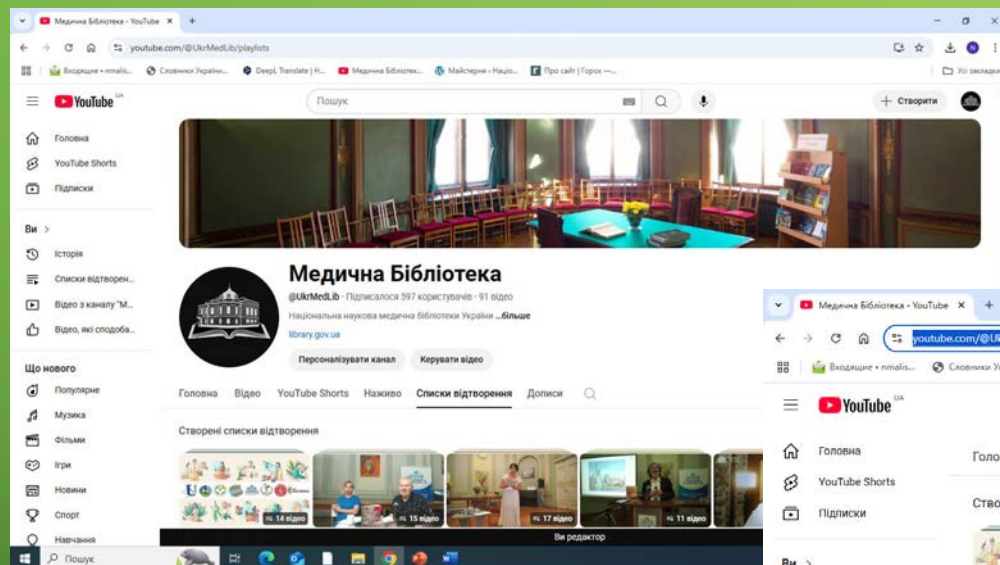 Медична Бібліотека - YouTube
youtube.com/@UkrMedLib/playlists
Входящие • nmalis... Словники Україн... DeepL Translate | Н... Медична Бібліотек... Майстерня - Націо... Про сайт | Горох —... Усі закладки
YouTube UA
Пошук
Створити
Головна
YouTube Shorts
Підписки
Ви >
Історія
Списки відтворен...
Відео з каналу "М...
Відео, які сподоба...
Що нового
Популярне
Музика
Фільми
Ігри
Новини
Спорт
Навчання
Медична Бібліотека
@UkrMedLib · Підписалося 597 користувачів · 91 відео
Національна наукова медична бібліотеки України ...більше
library.gov.ua
Персоналізувати канал Керувати відео
Головна Відео YouTube Shorts Наживо Списки відтворення Дописи
Створені списки відтворення
14 відео
15 відео
17 відео
11 відео
Ви редактор
Пошук
Медична Бібліотека - YouTube
youtube.com/@Uk
Входящие • nmalis... Словники Ук
YouTube UA
Головна
YouTube Shorts
Підписки
Ви >
Голо
Ство